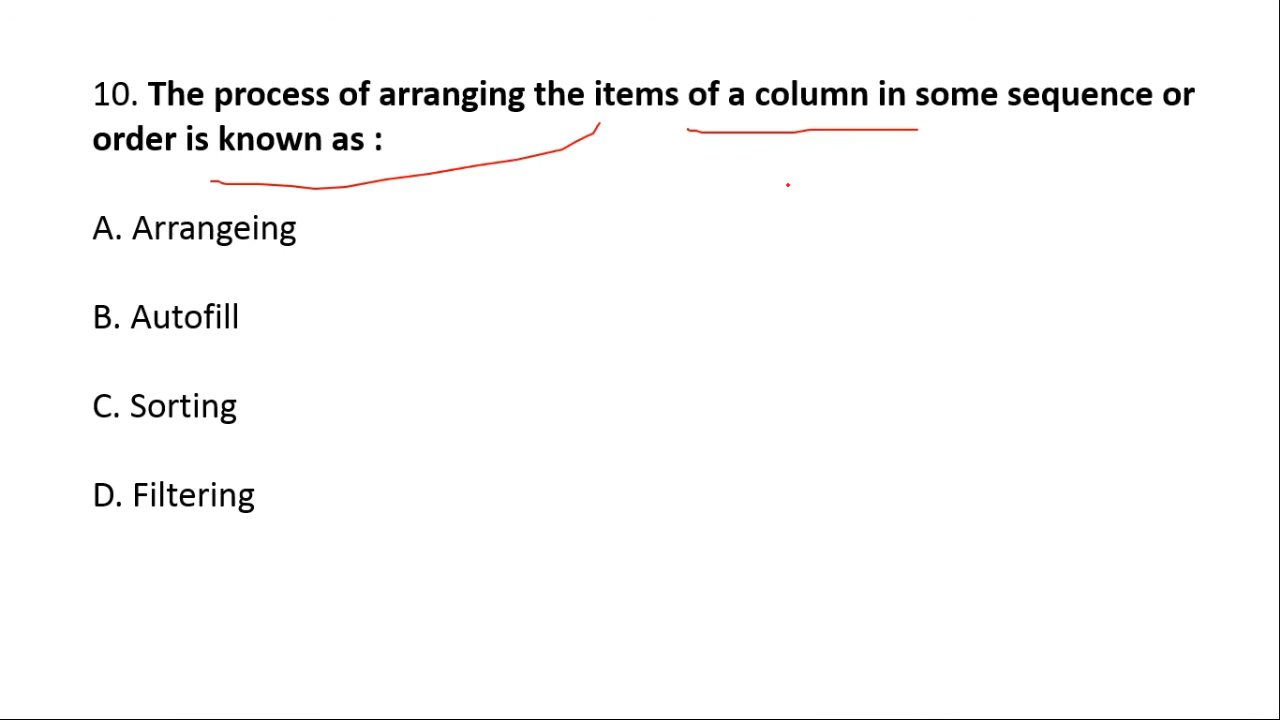 10. The process of arranging the items of a column in some sequence or
order is known as :
A. Arrangeing
B. Autofill
C. Sorting
D. Filtering